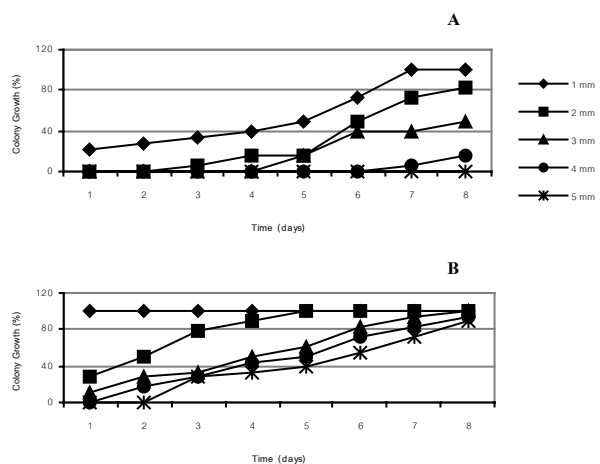 A
120
80
40
0
Colony Growth (%)
1 2 3 4 5 6 7 8
Time (days)
1 mm
2 mm
3 mm
4 mm
5 mm
B
120
80
40
0
Colony Growth (%)
1 2 3 4 5 6 7 8
Time (days)